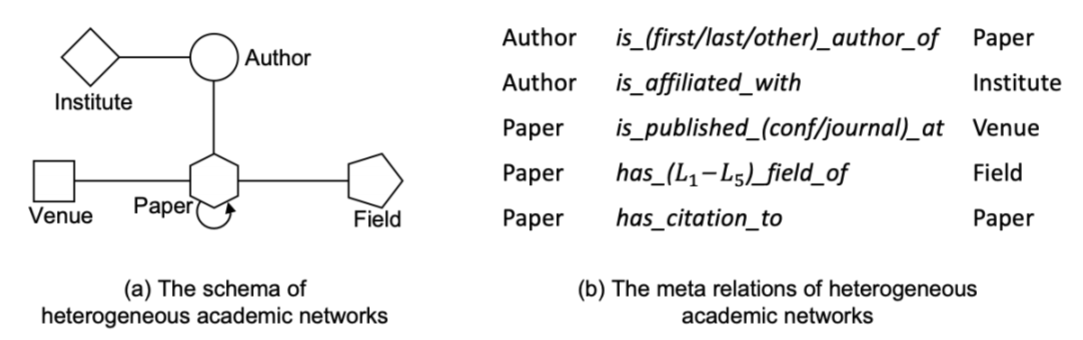 Institute
Author
Venue
Paper
Field
(a) The schema of
heterogeneous academic networks
Author is_(first/last/other)_author_of Paper
Author is_affiliated_with Institute
Paper is_published_(conf/journal)_at Venue
Paper has_(L₁−L₅)_field_of Field
Paper has_citation_to Paper
(b) The meta relations of heterogeneous
academic networks